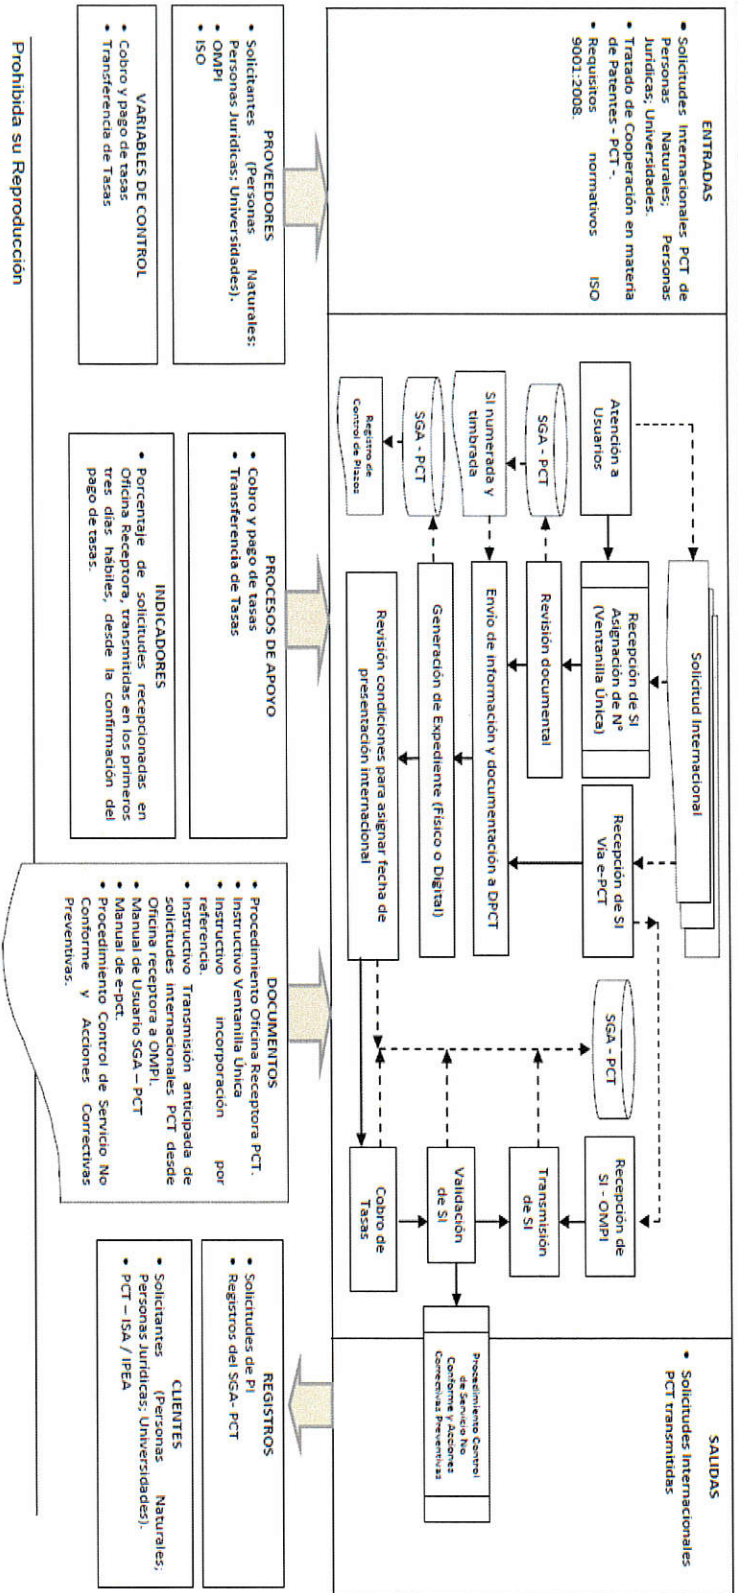 ENTRADAS
• Solicitudes Internacionales PCT de
Personas Naturales; Personas
Jurídicas; Universidades.
• Tratado de Cooperación en materia
de Patentes - PCT -.
• Requisitos normativos ISO
9001:2008.
Atención a
Usuarios
SGA - PCT
SI numerada y
timbrada
SGA - PCT
Registro de
Control de Plazos
Solicitud Internacional
Recepción de SI
Asignación de N°
(Ventanilla Única)
Revisión documental
Envío de información y documentación a DPCT
Generación de Expediente (Físico o Digital)
Revisión condiciones para asignar fecha de
presentación internacional
Recepción de SI
Vía e-PCT
SGA - PCT
Recepción de
SI - OMPI
Transmisión
de SI
Validación
de SI
Cobro de
Tasas
Procedimiento Control
de Servicio No
Conforme y Acciones
Correctivas Preventivas
SALIDAS
• Solicitudes Internacionales
PCT transmitidas
PROVEEDORES
• Solicitantes (Personas Naturales;
Personas Jurídicas; Universidades).
• OMPI
• ISO
VARIABLES DE CONTROL
• Cobro y pago de tasas
• Transferencia de Tasas
PROCESOS DE APOYO
• Cobro y pago de tasas
• Transferencia de Tasas
INDICADORES
• Porcentaje de solicitudes recepcionadas en
Oficina Receptora, transmitidas en los primeros
tres días hábiles, desde la confirmación del
pago de tasas.
DOCUMENTOS
• Procedimiento Oficina Receptora PCT.
• Instructivo Ventanilla Única
• Instructivo incorporación por
referencia.
• Instructivo Transmisión anticipada de
solicitudes internacionales PCT desde
Oficina receptora a OMPI.
• Manual de Usuario SGA – PCT
• Manual de e-pct.
• Procedimiento Control de Servicio No
Conforme y Acciones Correctivas
Preventivas.
REGISTROS
• Solicitudes de PI
• Registros del SGA- PCT
CLIENTES
• Solicitantes (Personas Naturales;
Personas Jurídicas; Universidades).
• PCT – ISA / IPEA
Prohibida su Reproducción